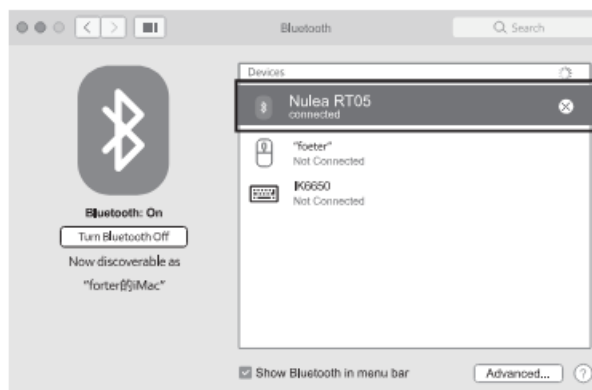 Bluetooth
Search
Devices
Nulea RT05
connected
"foeter"
Not Connected
IK6650
Not Connected
Bluetooth: On
Turn Bluetooth Off
Now discoverable as
"forter的iMac"
Show Bluetooth in menu bar
Advanced...
?